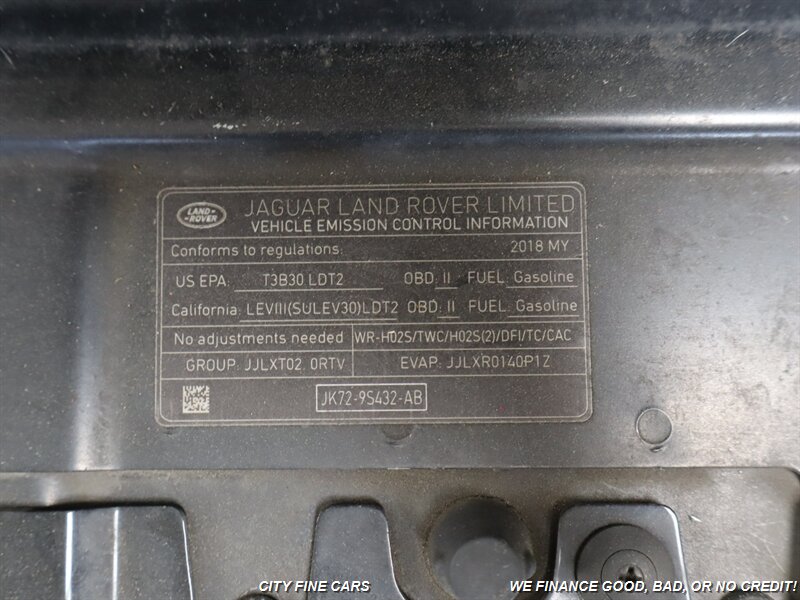 LAND-
-ROVER
JAGUAR LAND ROVER LIMITED
VEHICLE EMISSION CONTROL INFORMATION
Conforms to regulations: 2018 MY
US EPA: T3B30 LDT2 OBD: II FUEL: Gasoline
California: LEVIII(SULEV30)LDT2 OBD: II FUEL: Gasoline
No adjustments needed WR-HO2S/TWC/HO2S(2)/DFI/TC/CAC
GROUP: JJLXT02.0RTV EVAP: JJLXR0140P1Z
JK72-9S432-AB
CITY FINE CARS WE FINANCE GOOD, BAD, OR NO CREDIT!